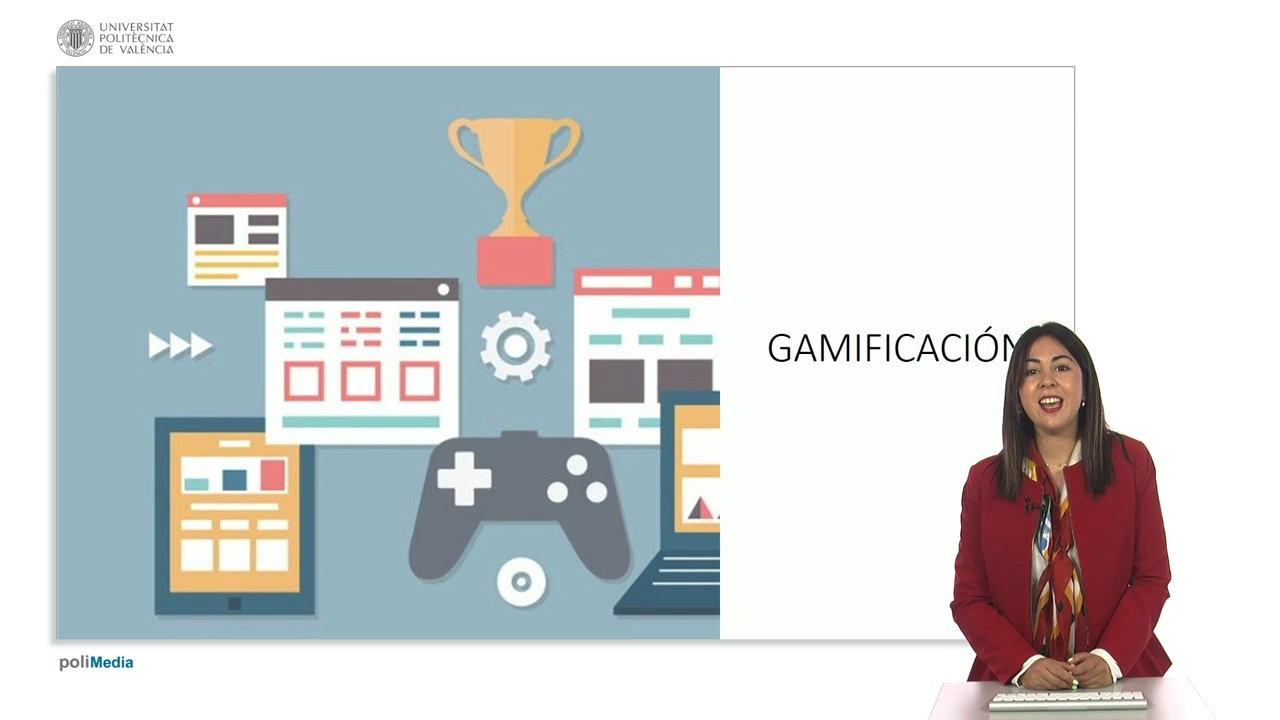 UNIVERSITAT
POLITÈCNICA
DE VALÈNCIA
GAMIFICACIÓN
poliMedia